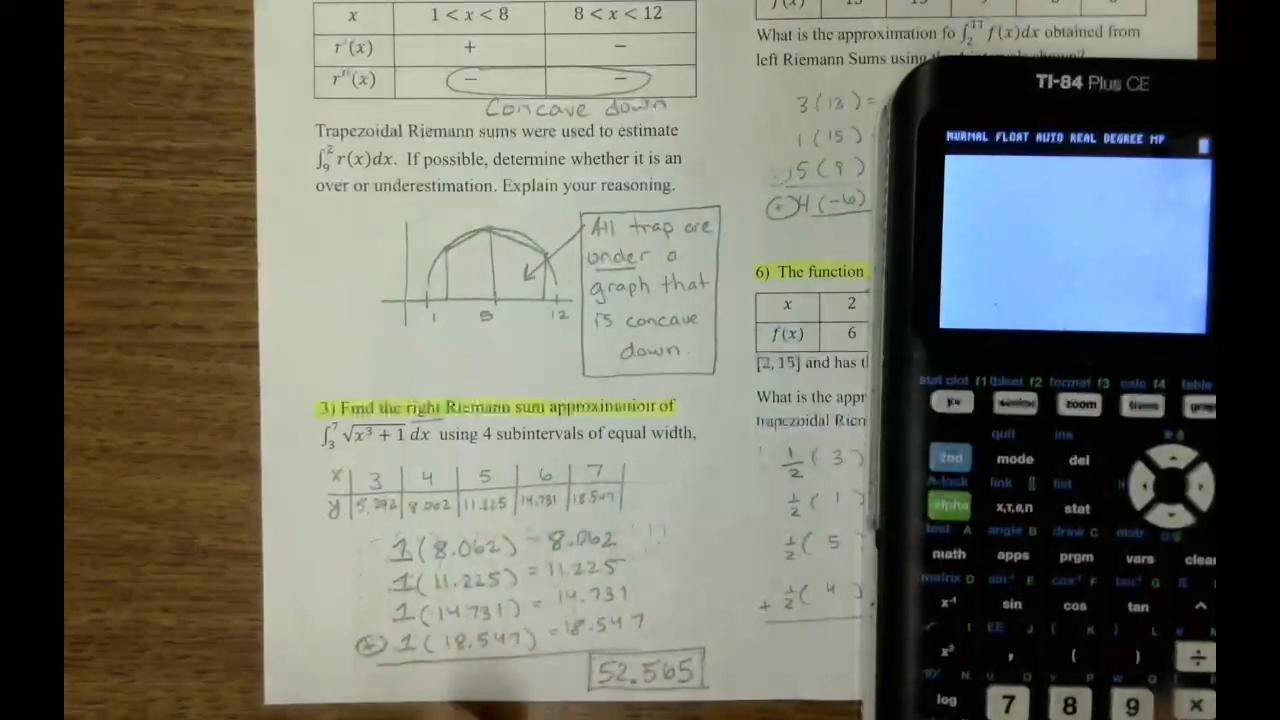 x 1 < x < 8 8 < x < 12
r'(x) + −
r''(x) − −
Concave down
Trapezoidal Riemann sums were used to estimate
∫₉² r(x)dx. If possible, determine whether it is an
over or underestimation. Explain your reasoning.
All trap are
under a
graph that
is concave
down.
1 12
3) Find the right Riemann sum approximation of
∫₃⁷ √(x³ + 1) dx using 4 subintervals of equal width,
x 3 4 5 6 7
y 5.292 8.062 11.225 14.731 18.547
1(8.062) = 8.062
1(11.225) = 11.225
1(14.731) = 14.731
+ 1(18.547) = 18.547
52.565
What is the approximation fo ∫₂¹¹ f(x)dx obtained from
left Riemann Sums using
3(13) =
1(15)
5(9)
+ 4(-6)
6) The function
x 2
f(x) 6
[2, 15] and has
What is the
trapezoidal
1/2 ( 3 )
1/2 ( 1 )
1/2 ( 5
+ 1/2 ( 4 )
TI-84 Plus CE
NORMAL FLOAT AUTO REAL DEGREE MP
stat plot f1 tblset f2 format f3 calc f4 table
y= window zoom trace
quit ins
2nd mode del
A-lock link list
alpha x,τ,θ,n stat
test A angle B draw C distr
math apps prgm vars clear
matrix D sin⁻¹ E cos⁻¹ F tan⁻¹ G π
x⁻¹ sin cos tan ^
√ I EE J { K } L
x² , ( ) ÷
10ˣ N u O v P w Q
log 7 8 9 ×